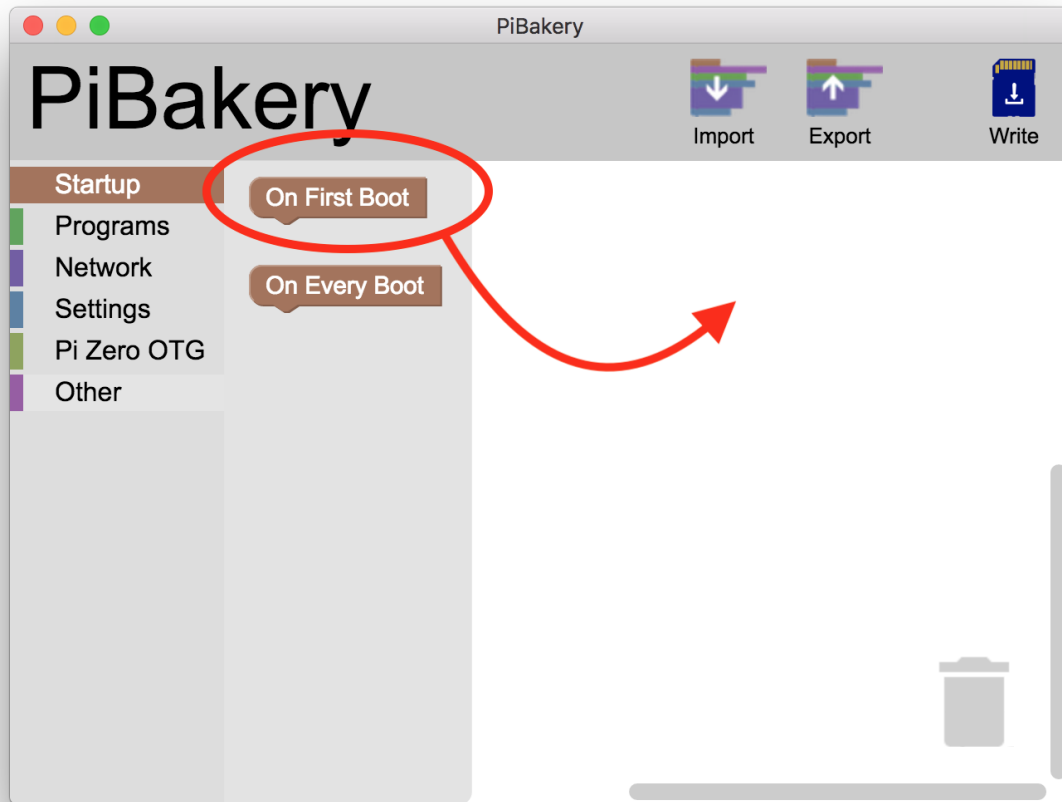 PiBakery
PiBakery
Import
Export
Write
Startup
Programs
Network
Settings
Pi Zero OTG
Other
On First Boot
On Every Boot